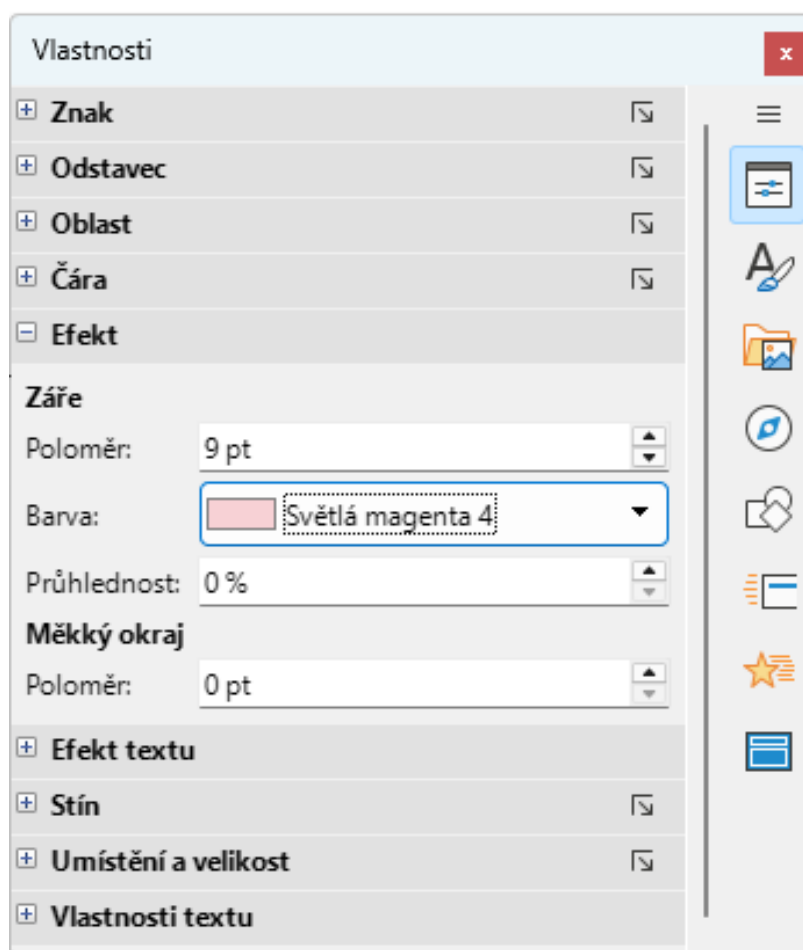 Vlastnosti
Znak
Odstavec
Oblast
Čára
Efekt
Záře
Poloměr: 9 pt
Barva: Světlá magenta 4
Průhlednost: 0 %
Měkký okraj
Poloměr: 0 pt
Efekt textu
Stín
Umístění a velikost
Vlastnosti textu